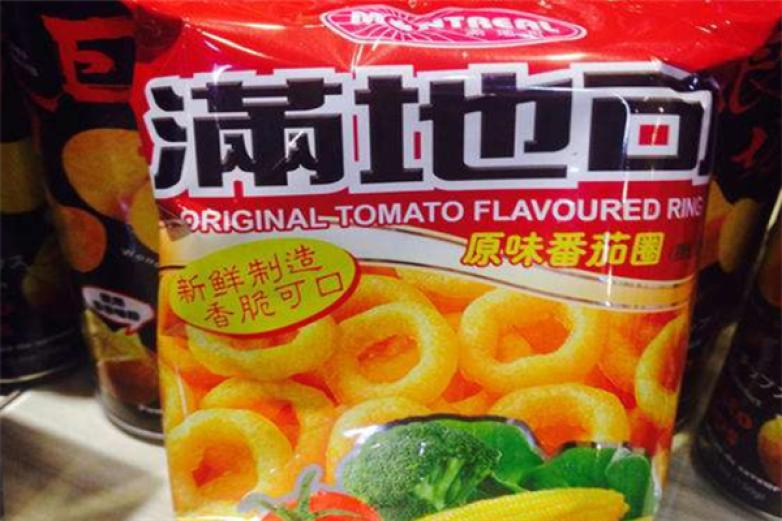 MONTREAL
滿地可
ORIGINAL TOMATO FLAVOURED RING
原味番茄圈
新鮮制造
香脆可口
巨